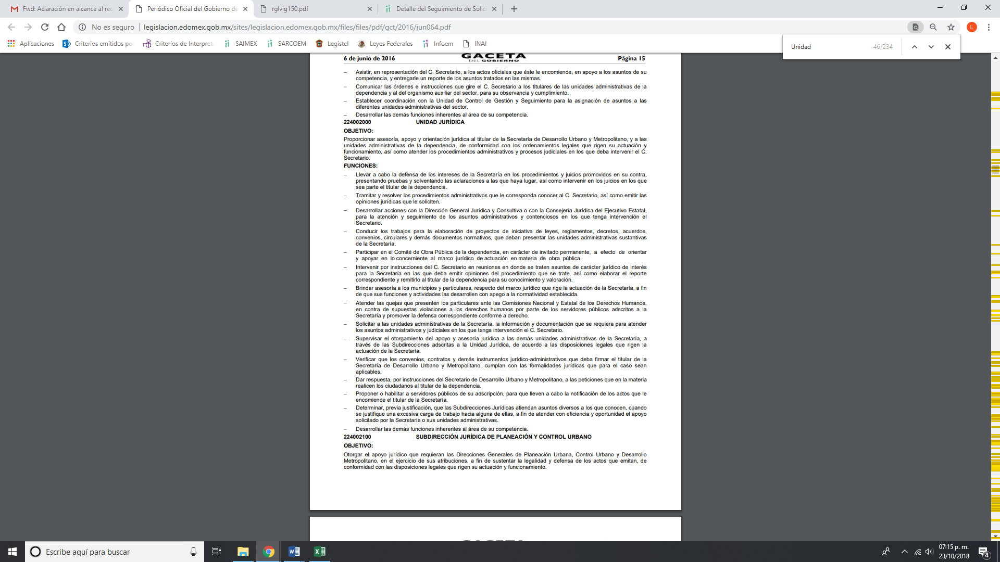 Fwd: Aclaración en alcance al rec
Periódico Oficial del Gobierno de
rglvig150.pdf
Detalle del Seguimiento de Solici
No es seguro
legislacion.edomex.gob.mx/sites/legislacion.edomex.gob.mx/files/files/pdf/gct/2016/jun064.pdf
L
Aplicaciones
Criterios emitidos po
Criterios de Interpret
SAIMEX
SARCOEM
Legistel
Leyes Federales
Infoem
INAI
Unidad
46/234
6 de junio de 2016
GACETA
DEL GOBIERNO
Página 15
– Asistir, en representación del C. Secretario, a los actos oficiales que éste le encomiende, en apoyo a los asuntos de su
competencia, y entregarle un reporte de los asuntos tratados en las mismas.
– Comunicar las órdenes e instrucciones que gire el C. Secretario a los titulares de las unidades administrativas de la
dependencia y al del organismo auxiliar del sector, para su observancia y cumplimiento.
– Establecer coordinación con la Unidad de Control de Gestión y Seguimiento para la asignación de asuntos a las
diferentes unidades administrativas del sector.
– Desarrollar las demás funciones inherentes al área de su competencia.
224002000 UNIDAD JURÍDICA
OBJETIVO:
Proporcionar asesoría, apoyo y orientación jurídica al titular de la Secretaría de Desarrollo Urbano y Metropolitano, y a las
unidades administrativas de la dependencia, de conformidad con los ordenamientos legales que rigen su actuación y
funcionamiento, así como atender los procedimientos administrativos y procesos judiciales en los que deba intervenir el C.
Secretario.
FUNCIONES:
– Llevar a cabo la defensa de los intereses de la Secretaría en los procedimientos y juicios promovidos en su contra,
presentando pruebas y solventando las aclaraciones a las que haya lugar, así como intervenir en los juicios en los que
sea parte el titular de la dependencia.
– Tramitar y resolver los procedimientos administrativos que le corresponda conocer al C. Secretario, así como emitir las
opiniones jurídicas que le soliciten.
– Desarrollar acciones con la Dirección General Jurídica y Consultiva o con la Consejería Jurídica del Ejecutivo Estatal,
para la atención y seguimiento de los asuntos administrativos y contenciosos en los que tenga intervención el
Secretario.
– Conducir los trabajos para la elaboración de proyectos de iniciativa de leyes, reglamentos, decretos, acuerdos,
convenios, circulares y demás documentos normativos, que deban presentar las unidades administrativas sustantivas
de la Secretaría.
– Participar en el Comité de Obra Pública de la dependencia, en carácter de invitado permanente, a efecto de orientar
y apoyar en lo concerniente al marco jurídico de actuación en materia de obra pública.
– Intervenir por instrucciones del C. Secretario en reuniones en donde se traten asuntos de carácter jurídico de interés
para la Secretaría en las que deba emitir opiniones del procedimiento que se trate, así como elaborar el reporte
correspondiente y remitirlo al titular de la dependencia para su conocimiento y valoración.
– Brindar asesoría a los municipios y particulares, respecto del marco jurídico que rige la actuación de la Secretaría, a fin
de que sus funciones y actividades las desarrollen con apego a la normatividad establecida.
– Atender las quejas que presenten los particulares ante las Comisiones Nacional y Estatal de los Derechos Humanos,
en contra de supuestas violaciones a los derechos humanos por parte de los servidores públicos adscritos a la
Secretaría y promover la defensa correspondiente conforme a derecho.
– Solicitar a las unidades administrativas de la Secretaría, la información y documentación que se requiera para atender
los asuntos administrativos y judiciales en los que tenga intervención el C. Secretario.
– Supervisar el otorgamiento del apoyo y asesoría jurídica a las demás unidades administrativas de la Secretaría, a
través de las Subdirecciones adscritas a la Unidad Jurídica, de acuerdo a las disposiciones legales que rigen la
actuación de la Secretaría.
– Verificar que los convenios, contratos y demás instrumentos jurídico-administrativos que deba firmar el titular de la
Secretaría de Desarrollo Urbano y Metropolitano, cumplan con las formalidades jurídicas que para el caso sean
aplicables.
– Dar respuesta, por instrucciones del Secretario de Desarrollo Urbano y Metropolitano, a las peticiones que en la materia
realicen los ciudadanos al titular de la dependencia.
– Proponer o habilitar a servidores públicos de su adscripción, para que lleven a cabo la notificación de los actos que le
encomiende el titular de la Secretaría.
– Determinar, previa justificación, que las Subdirecciones Jurídicas atiendan asuntos diversos a los que conocen, cuando
se justifique una excesiva carga de trabajo hacia alguna de ellas, a fin de atender con eficiencia y oportunidad el apoyo
solicitado por la Secretaría o sus unidades administrativas.
– Desarrollar las demás funciones inherentes al área de su competencia.
224002100 SUBDIRECCIÓN JURÍDICA DE PLANEACIÓN Y CONTROL URBANO
OBJETIVO:
Otorgar el apoyo jurídico que requieran las Direcciones Generales de Planeación Urbana, Control Urbano y Desarrollo
Metropolitano, en el ejercicio de sus atribuciones, a fin de sustentar la legalidad y defensa de los actos que emitan, de
conformidad con las disposiciones legales que rigen su actuación y funcionamiento.
GACETA
Escribe aquí para buscar
07:15 p. m.
23/10/2018
4